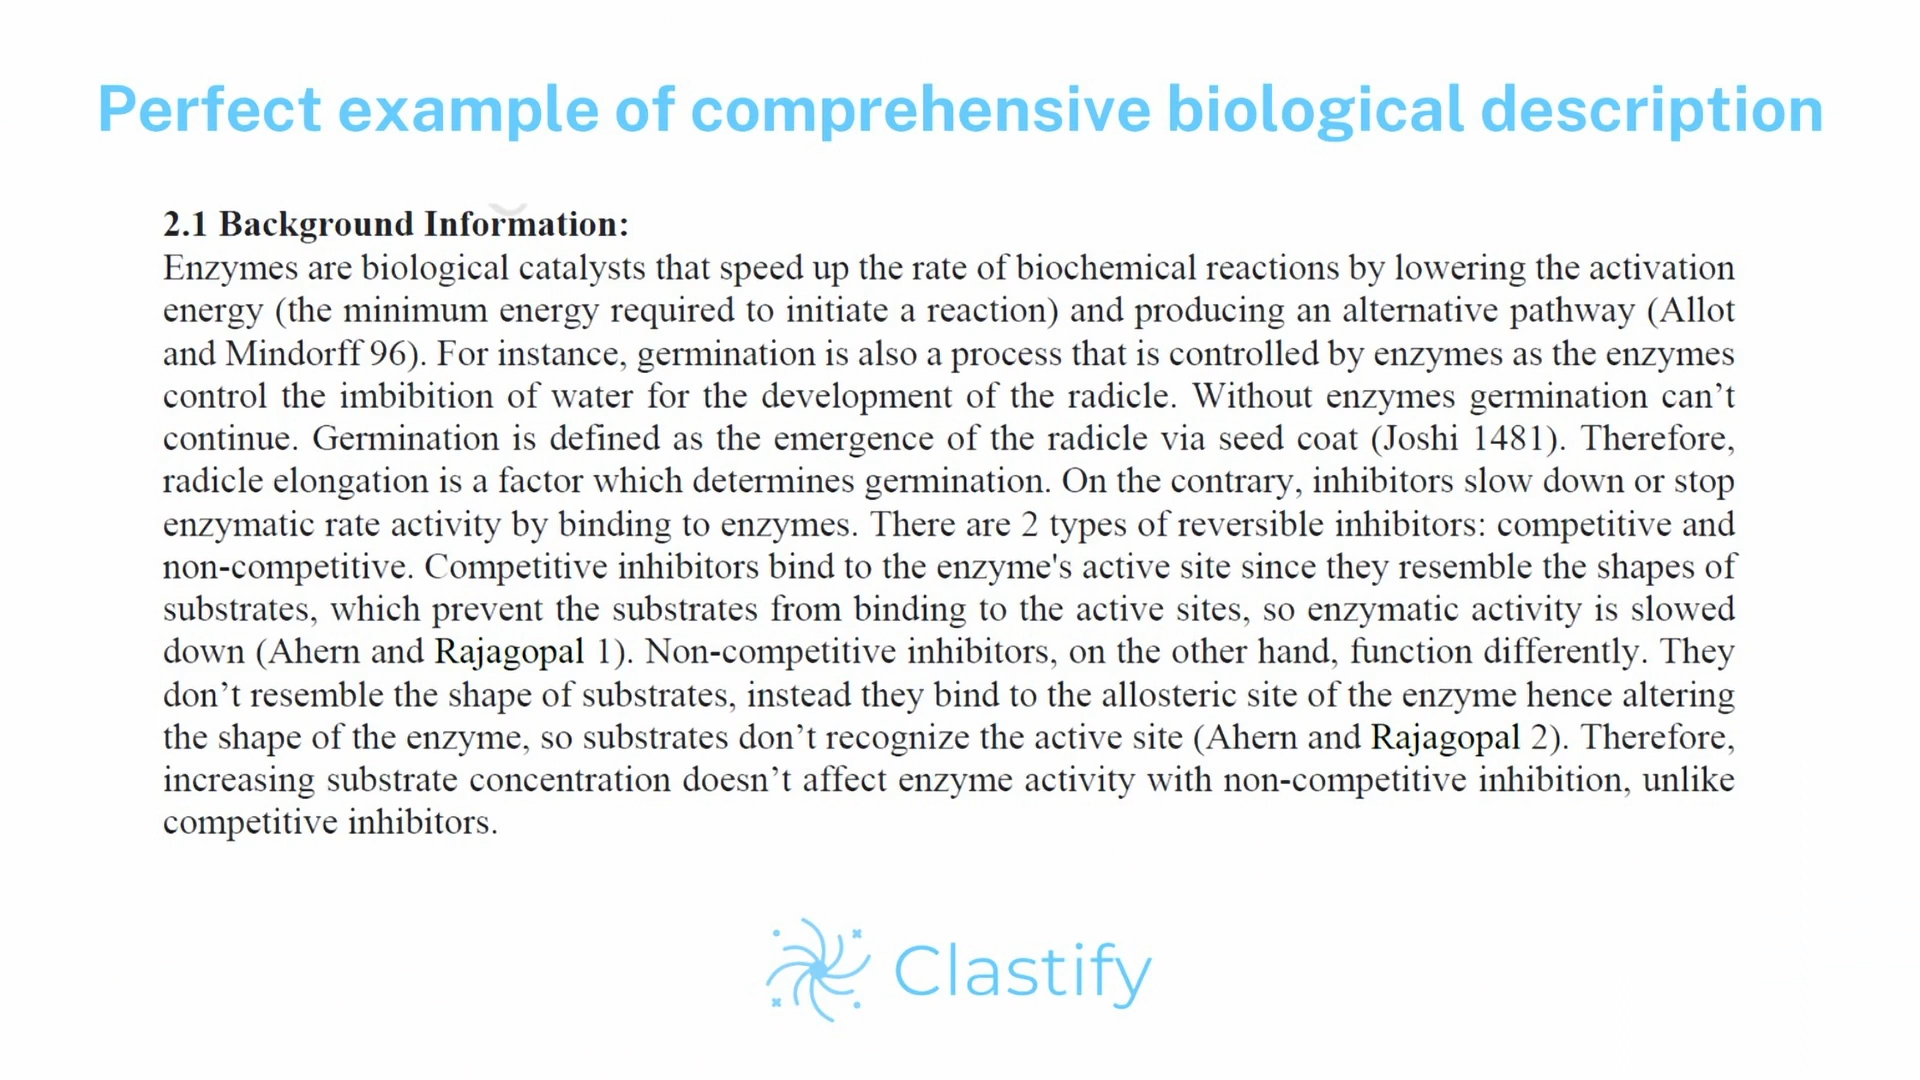 Perfect example of comprehensive biological description
2.1 Background Information:
Enzymes are biological catalysts that speed up the rate of biochemical reactions by lowering the activation
energy (the minimum energy required to initiate a reaction) and producing an alternative pathway (Allot
and Mindorff 96). For instance, germination is also a process that is controlled by enzymes as the enzymes
control the imbibition of water for the development of the radicle. Without enzymes germination can’t
continue. Germination is defined as the emergence of the radicle via seed coat (Joshi 1481). Therefore,
radicle elongation is a factor which determines germination. On the contrary, inhibitors slow down or stop
enzymatic rate activity by binding to enzymes. There are 2 types of reversible inhibitors: competitive and
non-competitive. Competitive inhibitors bind to the enzyme's active site since they resemble the shapes of
substrates, which prevent the substrates from binding to the active sites, so enzymatic activity is slowed
down (Ahern and Rajagopal 1). Non-competitive inhibitors, on the other hand, function differently. They
don’t resemble the shape of substrates, instead they bind to the allosteric site of the enzyme hence altering
the shape of the enzyme, so substrates don’t recognize the active site (Ahern and Rajagopal 2). Therefore,
increasing substrate concentration doesn’t affect enzyme activity with non-competitive inhibition, unlike
competitive inhibitors.
Clastify